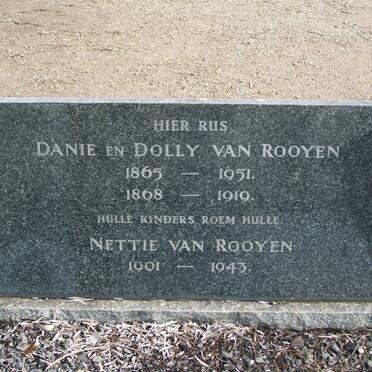 HIER RUS
DANIE EN DOLLY VAN ROOYEN
1865 — 1951.
1868 — 1919.
HULLE KINDERS ROEM HULLE.
NETTIE VAN ROOYEN
1901 — 1943.